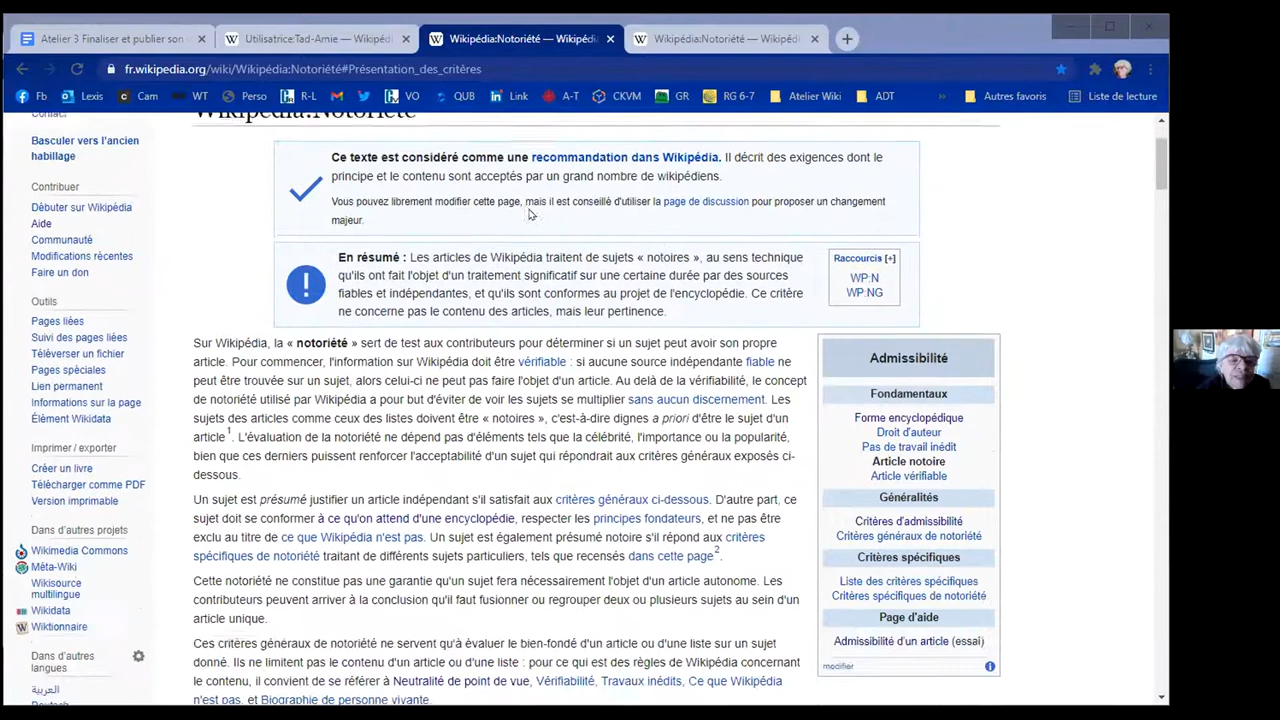 Atelier 3 Finaliser et publier son
Utilisatrice:Tad-Amie — Wikipéd
Wikipédia:Notoriété — Wikipéd
Wikipédia:Notoriété — Wikipéd
fr.wikipedia.org/wiki/Wikipédia:Notoriété#Présentation_des_critères
Fb
Lexis
Cam
WT
Perso
R-L
VO
QUB
Link
A-T
CKVM
GR
RG 6-7
Atelier Wiki
ADT
»
Autres favoris
Liste de lecture
Contact
Basculer vers l'ancien
habillage
Contribuer
Débuter sur Wikipédia
Aide
Communauté
Modifications récentes
Faire un don
Outils
Pages liées
Suivi des pages liées
Téléverser un fichier
Pages spéciales
Lien permanent
Informations sur la page
Élément Wikidata
Imprimer / exporter
Créer un livre
Télécharger comme PDF
Version imprimable
Dans d'autres projets
Wikimedia Commons
Méta-Wiki
Wikisource
multilingue
Wikidata
Wiktionnaire
Dans d'autres
langues
العربية
Wikipédia:Notoriété
Ce texte est considéré comme une recommandation dans Wikipédia. Il décrit des exigences dont le
principe et le contenu sont acceptés par un grand nombre de wikipédiens.
Vous pouvez librement modifier cette page, mais il est conseillé d'utiliser la page de discussion pour proposer un changement
majeur.
En résumé : Les articles de Wikipédia traitent de sujets « notoires », au sens technique
qu'ils ont fait l'objet d'un traitement significatif sur une certaine durée par des sources
fiables et indépendantes, et qu'ils sont conformes au projet de l'encyclopédie. Ce critère
ne concerne pas le contenu des articles, mais leur pertinence.
Raccourcis [+]
WP:N
WP:NG
Sur Wikipédia, la « notoriété » sert de test aux contributeurs pour déterminer si un sujet peut avoir son propre
article. Pour commencer, l'information sur Wikipédia doit être vérifiable : si aucune source indépendante fiable ne
peut être trouvée sur un sujet, alors celui-ci ne peut pas faire l'objet d'un article. Au delà de la vérifiabilité, le concept
de notoriété utilisé par Wikipédia a pour but d'éviter de voir les sujets se multiplier sans aucun discernement. Les
sujets des articles comme ceux des listes doivent être « notoires », c'est-à-dire dignes a priori d'être le sujet d'un
article1. L'évaluation de la notoriété ne dépend pas d'éléments tels que la célébrité, l'importance ou la popularité,
bien que ces derniers puissent renforcer l'acceptabilité d'un sujet qui répondrait aux critères généraux exposés ci-
dessous.
Un sujet est présumé justifier un article indépendant s'il satisfait aux critères généraux ci-dessous. D'autre part, ce
sujet doit se conformer à ce qu'on attend d'une encyclopédie, respecter les principes fondateurs, et ne pas être
exclu au titre de ce que Wikipédia n'est pas. Un sujet est également présumé notoire s'il répond aux critères
spécifiques de notoriété traitant de différents sujets particuliers, tels que recensés dans cette page2.
Cette notoriété ne constitue pas une garantie qu'un sujet fera nécessairement l'objet d'un article autonome. Les
contributeurs peuvent arriver à la conclusion qu'il faut fusionner ou regrouper deux ou plusieurs sujets au sein d'un
article unique.
Ces critères généraux de notoriété ne servent qu'à évaluer le bien-fondé d'un article ou d'une liste sur un sujet
donné. Ils ne limitent pas le contenu d'un article ou d'une liste : pour ce qui est des règles de Wikipédia concernant
le contenu, il convient de se référer à Neutralité de point de vue, Vérifiabilité, Travaux inédits, Ce que Wikipédia
n'est pas, et Biographie de personne vivante.
Admissibilité
Fondamentaux
Forme encyclopédique
Droit d'auteur
Pas de travail inédit
Article notoire
Article vérifiable
Généralités
Critères d'admissibilité
Critères généraux de notoriété
Critères spécifiques
Liste des critères spécifiques
Critères spécifiques de notoriété
Page d'aide
Admissibilité d'un article (essai)
modifier